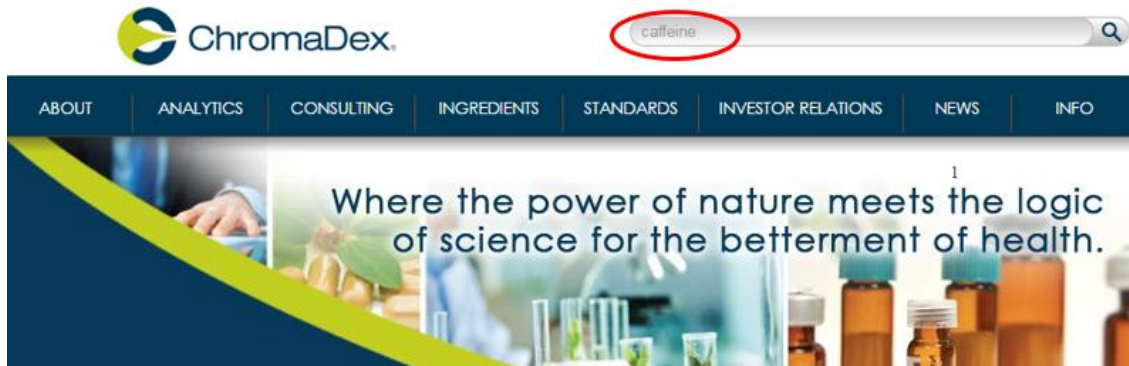 ChromaDex.
caffeine
ABOUT ANALYTICS CONSULTING INGREDIENTS STANDARDS INVESTOR RELATIONS NEWS INFO
1
Where the power of nature meets the logic
of science for the betterment of health.